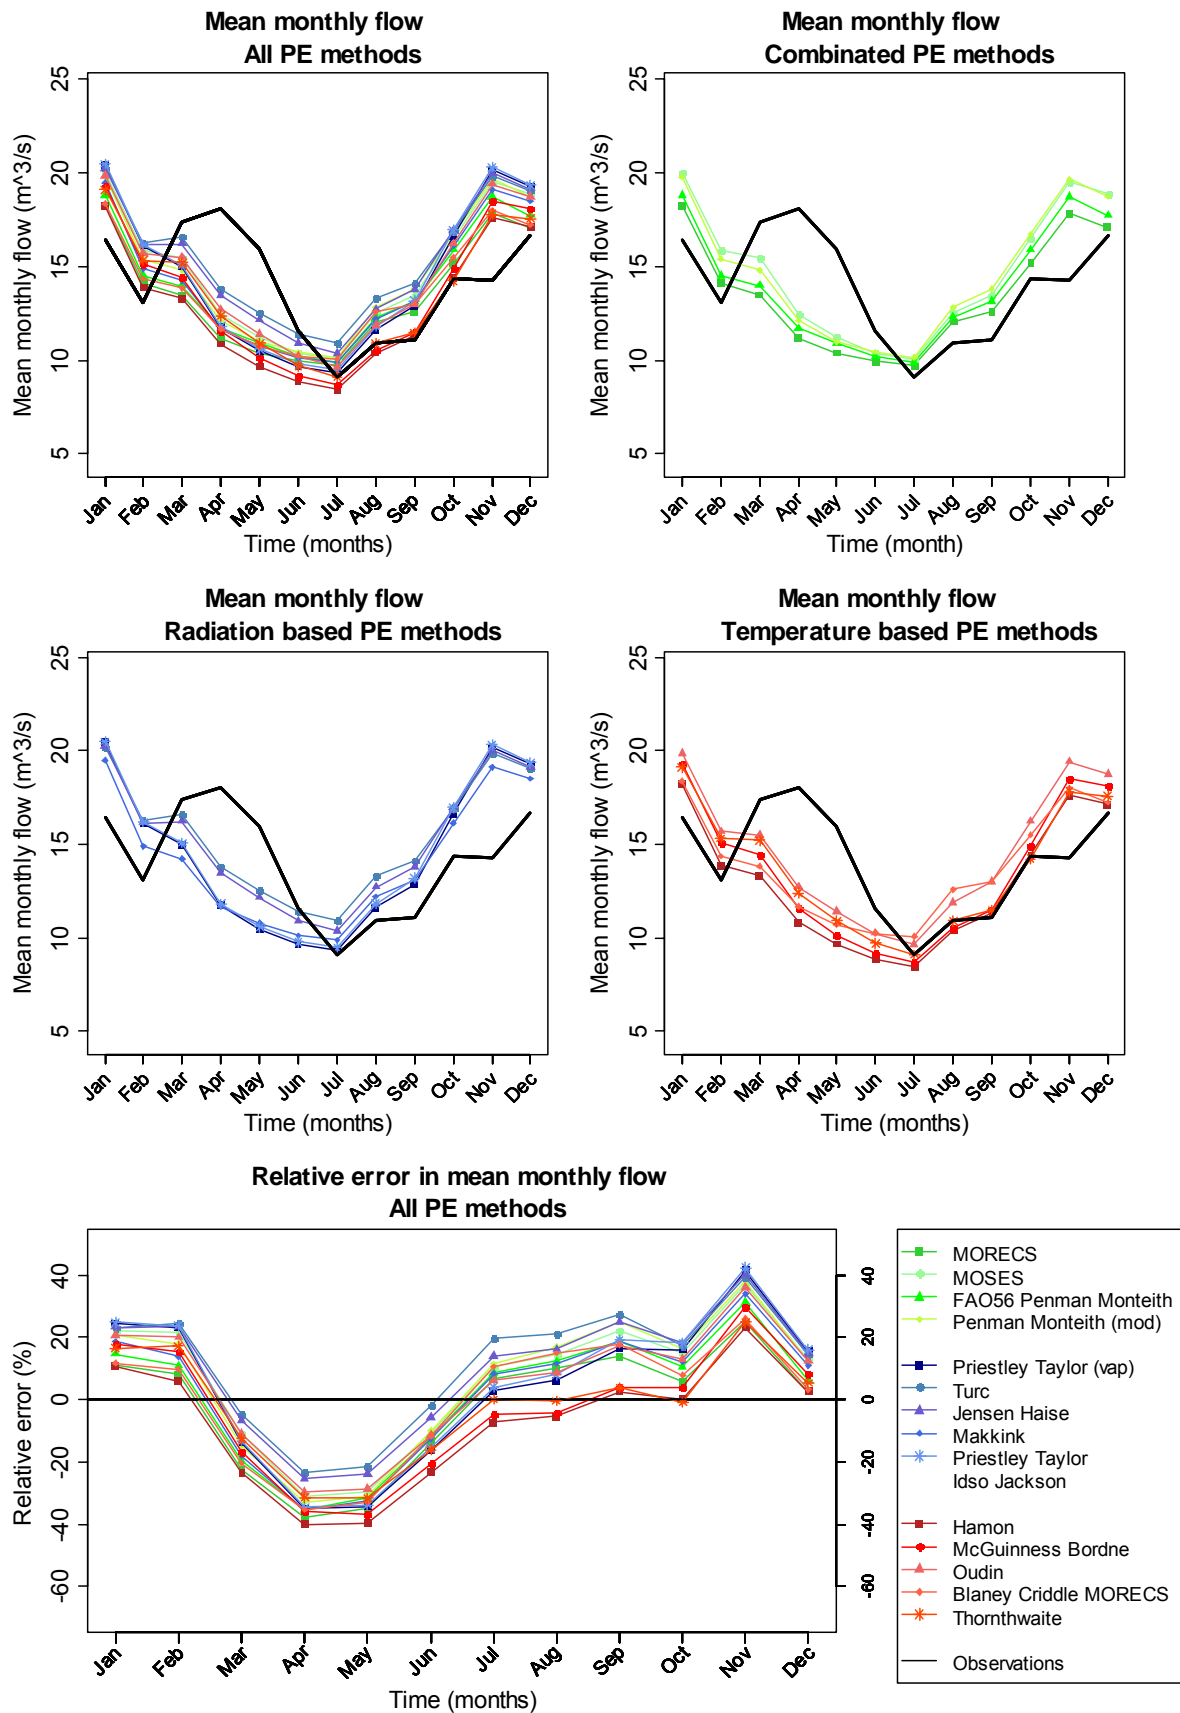 Mean monthly flow
All PE methods
Mean monthly flow (m^3/s)
25
20
15
10
5
Jan Feb Mar Apr May Jun Jul Aug Sep Oct Nov Dec
Time (months)
Mean monthly flow
Combinated PE methods
Mean monthly flow (m^3/s)
25
20
15
10
5
Jan Feb Mar Apr May Jun Jul Aug Sep Oct Nov Dec
Time (month)
Mean monthly flow
Radiation based PE methods
Mean monthly flow (m^3/s)
25
20
15
10
5
Jan Feb Mar Apr May Jun Jul Aug Sep Oct Nov Dec
Time (months)
Mean monthly flow
Temperature based PE methods
Mean monthly flow (m^3/s)
25
20
15
10
5
Jan Feb Mar Apr May Jun Jul Aug Sep Oct Nov Dec
Time (months)
Relative error in mean monthly flow
All PE methods
Relative error (%)
40
20
0
-20
-40
-60
40
20
0
-20
-40
-60
Jan Feb Mar Apr May Jun Jul Aug Sep Oct Nov Dec
Time (months)
MORECS
MOSES
FAO56 Penman Monteith
Penman Monteith (mod)
Priestley Taylor (vap)
Turc
Jensen Haise
Makkink
Priestley Taylor
Idso Jackson
Hamon
McGuinness Bordne
Oudin
Blaney Criddle MORECS
Thornthwaite
Observations